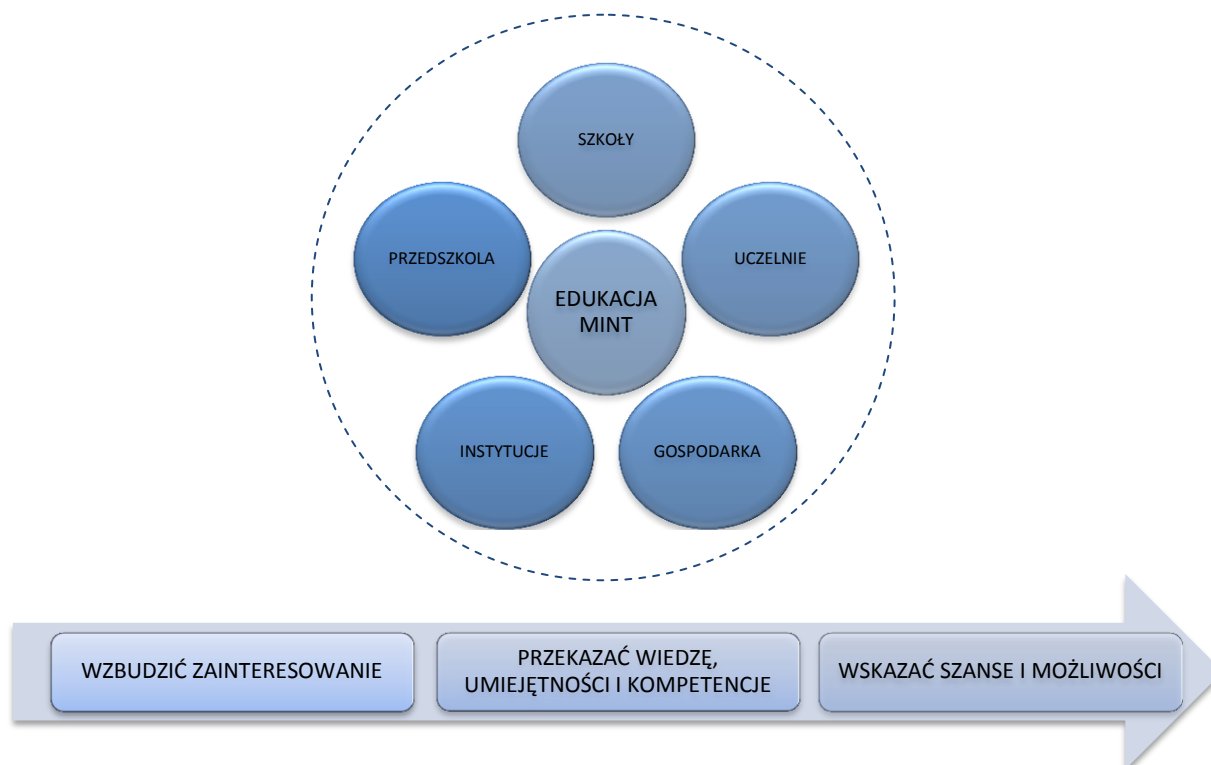 SZKOŁY
PRZEDSZKOLA
UCZELNIE
EDUKACJA
MINT
INSTYTUCJE
GOSPODARKA
WZBUDZIĆ ZAINTERESOWANIE
PRZEKAZAĆ WIEDZĘ,
UMIEJĘTNOŚCI I KOMPETENCJE
WSKAZAĆ SZANSE I MOŻLIWOŚCI